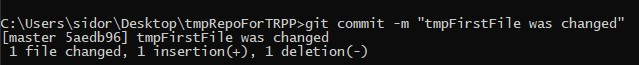 C:\Users\sidor\Desktop\tmpRepoForTRPP>git commit -m "tmpFirstFile was changed"
[master 5aedb96] tmpFirstFile was changed
 1 file changed, 1 insertion(+), 1 deletion(-)